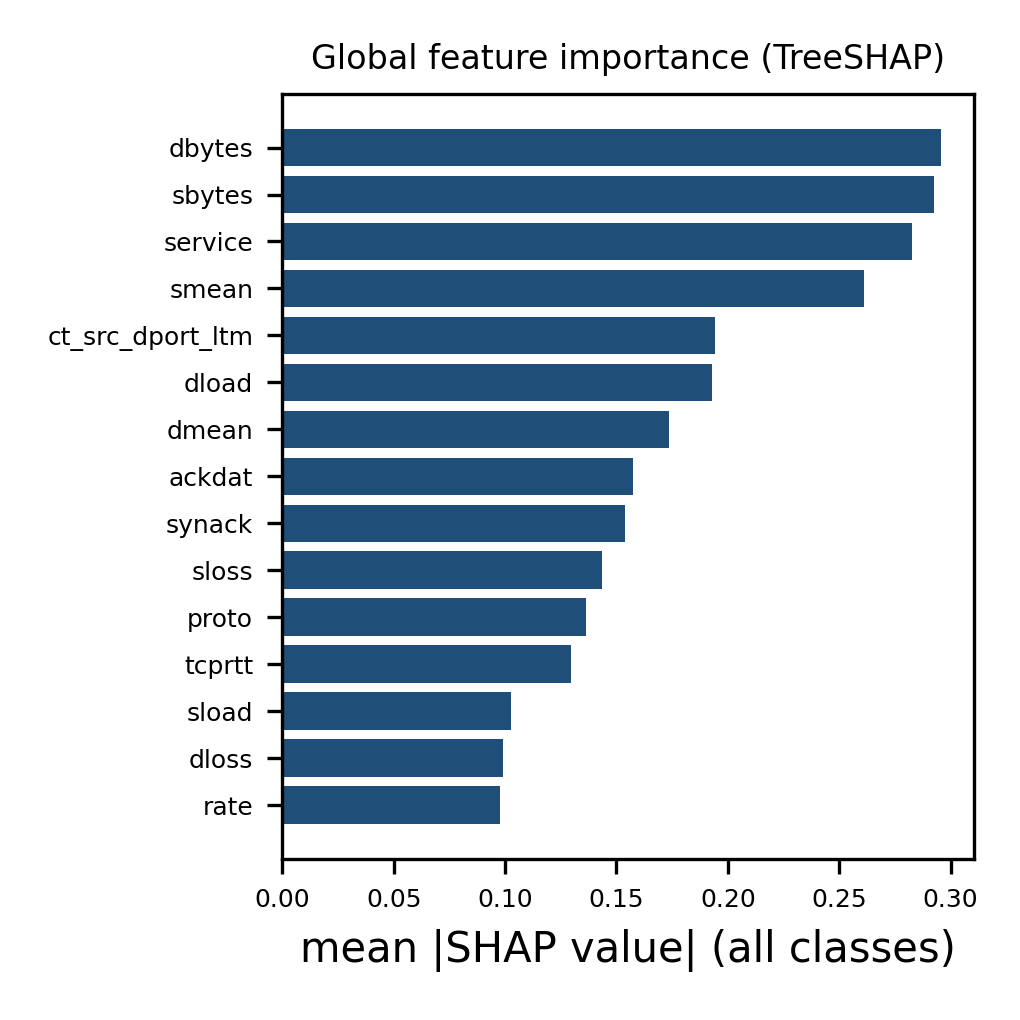 Global feature importance (TreeSHAP)
dbytes
sbytes
service
smean
ct_src_dport_ltm
dload
dmean
ackdat
synack
sloss
proto
tcprtt
sload
dloss
rate
0.00 0.05 0.10 0.15 0.20 0.25 0.30
mean |SHAP value| (all classes)